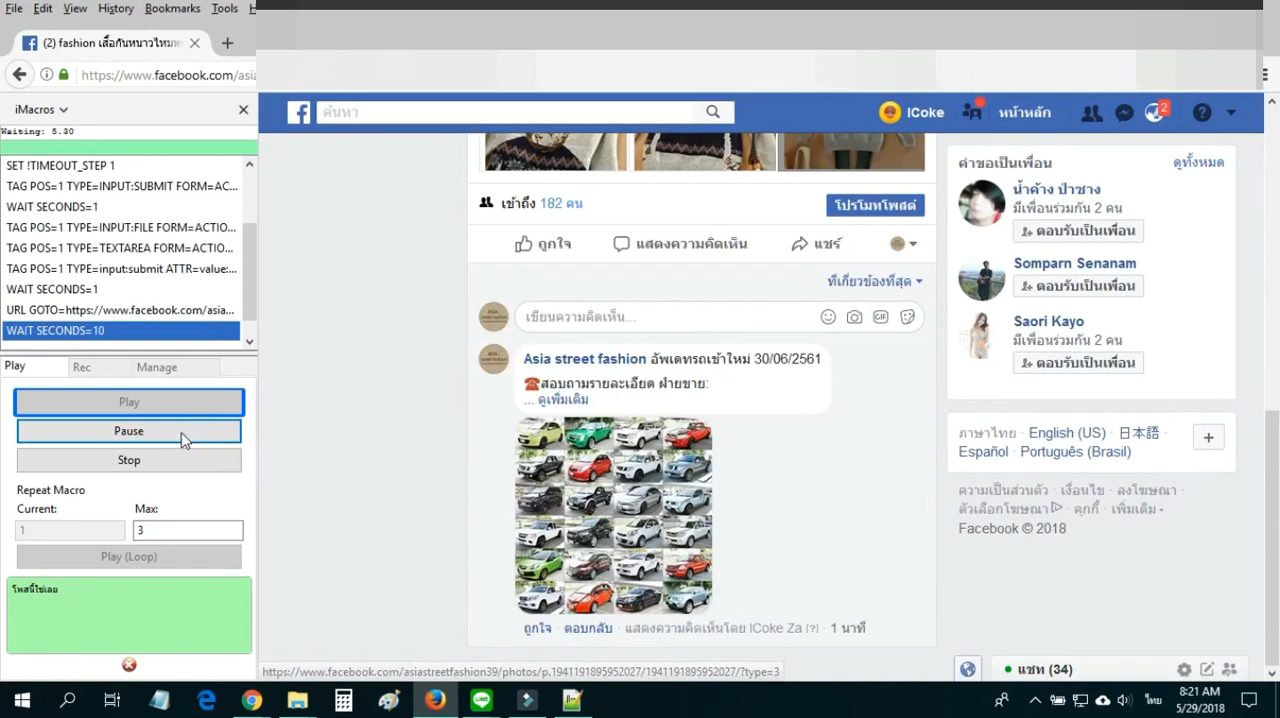 File Edit View History Bookmarks Tools H
(2) fashion เสื้อกันหนาวไหมพ
https://www.facebook.com/asia
iMacros
Waiting: 5.30
SET !TIMEOUT_STEP 1
TAG POS=1 TYPE=INPUT:SUBMIT FORM=AC...
WAIT SECONDS=1
TAG POS=1 TYPE=INPUT:FILE FORM=ACTIO...
TAG POS=1 TYPE=TEXTAREA FORM=ACTIO...
TAG POS=1 TYPE=input:submit ATTR=value:...
WAIT SECONDS=1
URL GOTO=https://www.facebook.com/asia...
WAIT SECONDS=10
Play Rec Manage
Play
Pause
Stop
Repeat Macro
Current: Max:
1 3
Play (Loop)
โพสนี้ใช่เลย
ค้นหา
ICoke หน้าหลัก 2
เข้าถึง 182 คน โปรโมทโพสต์
ถูกใจ แสดงความคิดเห็น แชร์
ที่เกี่ยวข้องที่สุด
เขียนความคิดเห็น... GIF
Asia street fashion อัพเดทรถเข้าใหม่ 30/06/2561
☎สอบถามรายละเอียด ฝ่ายขาย:
... ดูเพิ่มเติม
ถูกใจ · ตอบกลับ · แสดงความคิดเห็นโดย ICoke Za [?] · 1 นาที
https://www.facebook.com/asiastreetfashion39/photos/p.1941191895952027/1941191895952027/?type=3
คำขอเป็นเพื่อน ดูทั้งหมด
น้ำค้าง ป่าซาง
มีเพื่อนร่วมกัน 2 คน
ตอบรับเป็นเพื่อน
Somparn Senanam
ตอบรับเป็นเพื่อน
Saori Kayo
มีเพื่อนร่วมกัน 2 คน
ตอบรับเป็นเพื่อน
ภาษาไทย · English (US) · 日本語 ·
Español · Português (Brasil)
ความเป็นส่วนตัว · เงื่อนไข · ลงโฆษณา ·
ตัวเลือกโฆษณา · คุกกี้ · เพิ่มเติม
Facebook © 2018
แชท (34)
ไทย 8:21 AM
5/29/2018